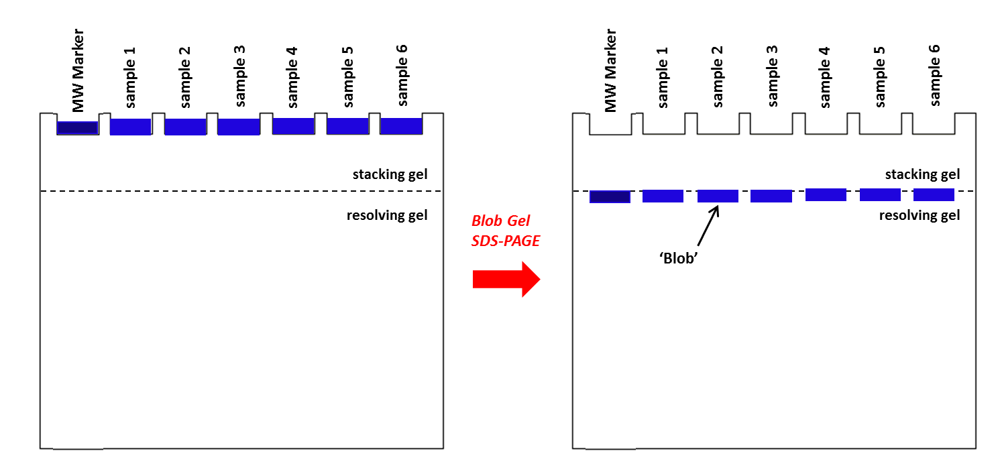 MW Marker
sample 1
sample 2
sample 3
sample 4
sample 5
sample 6
stacking gel
resolving gel
Blob Gel
SDS-PAGE
MW Marker
sample 1
sample 2
sample 3
sample 4
sample 5
sample 6
stacking gel
resolving gel
‘Blob’